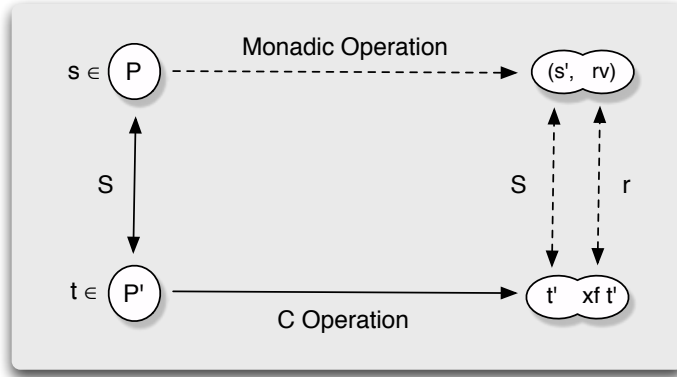 Monadic Operation
s ∈ P
(s', rv)
S
S
r
t ∈ P'
t' xf t'
C Operation